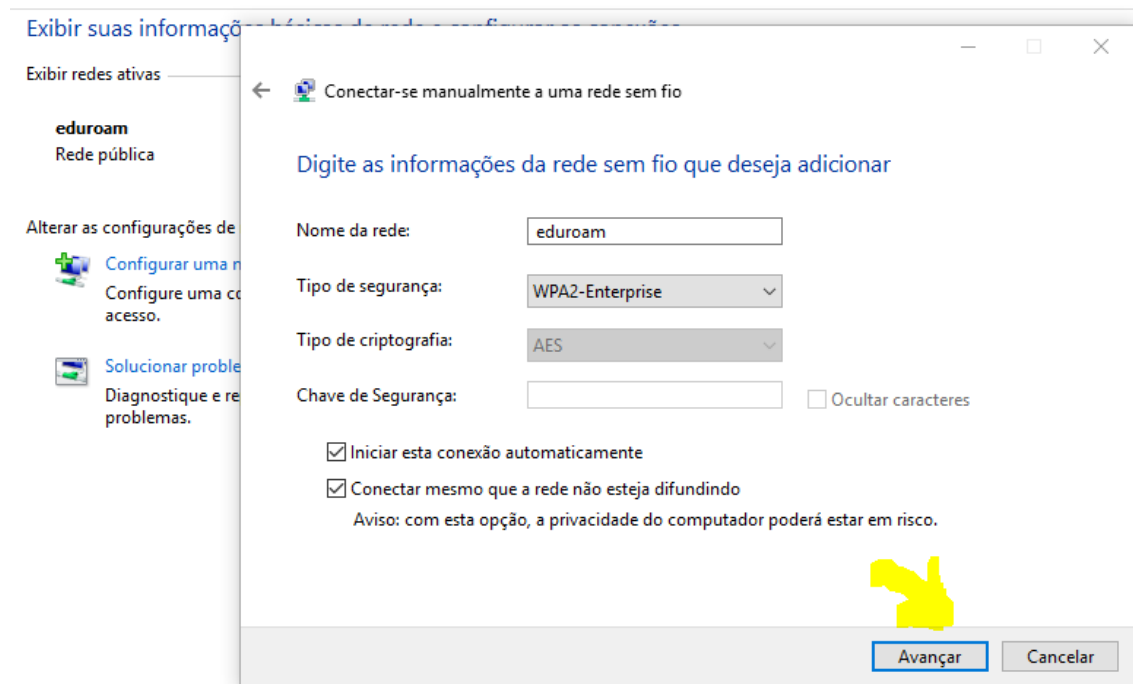 Exibir suas informaçõ
Exibir redes ativas
eduroam
Rede pública
Alterar as configurações de
Configurar uma n
Configure uma co
acesso.
Solucionar proble
Diagnostique e re
problemas.
Conectar-se manualmente a uma rede sem fio
Digite as informações da rede sem fio que deseja adicionar
Nome da rede:
eduroam
Tipo de segurança:
WPA2-Enterprise
Tipo de criptografia:
AES
Chave de Segurança:
Ocultar caracteres
Iniciar esta conexão automaticamente
Conectar mesmo que a rede não esteja difundindo
Aviso: com esta opção, a privacidade do computador poderá estar em risco.
Avançar
Cancelar